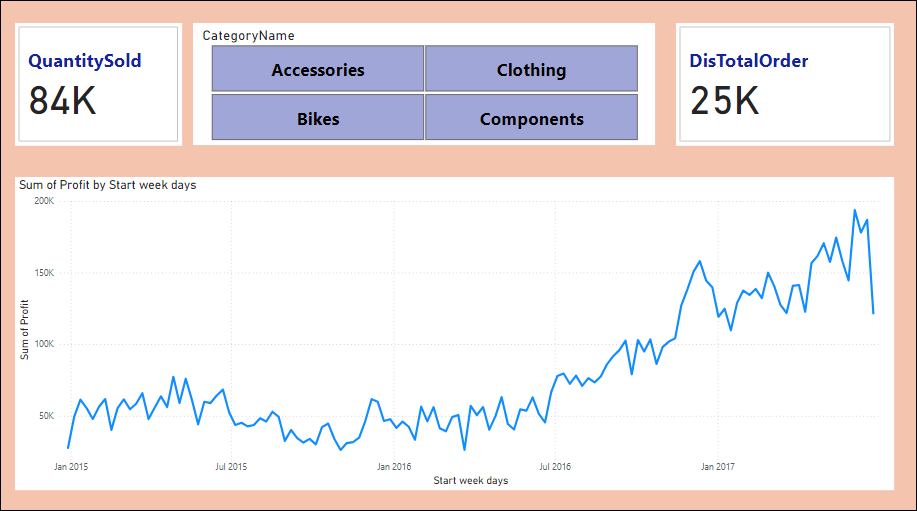 QuantitySold
84K
CategoryName
Accessories
Clothing
Bikes
Components
DisTotalOrder
25K
Sum of Profit by Start week days
200K
150K
100K
50K
Sum of Profit
Jan 2015
Jul 2015
Jan 2016
Jul 2016
Jan 2017
Start week days